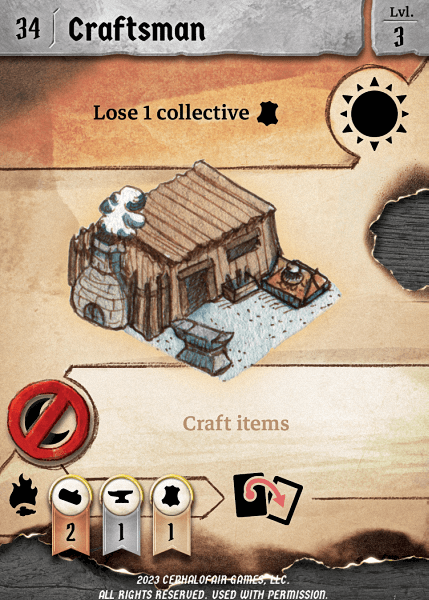 34 Craftsman
Lvl.
3
Lose 1 collective
Craft items
2 1 1
2023 CEPHALOFAIR GAMES, LLC.
ALL RIGHTS RESERVED. USED WITH PERMISSION.